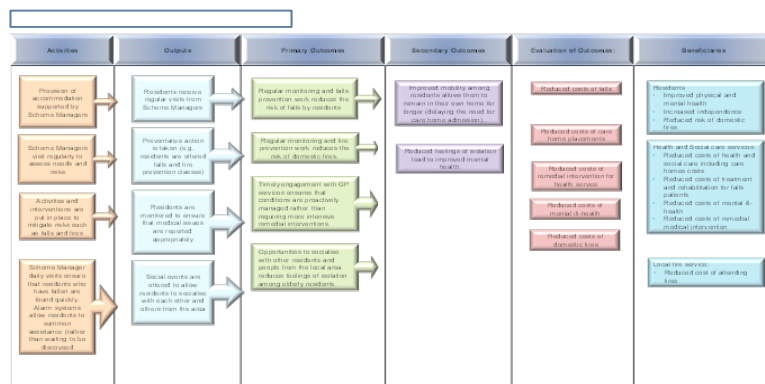 Activities
Outputs
Primary Outcomes
Secondary Outcomes
Evaluation of Outcomes:
Beneficiaries
Provision of
accommodation
supported by
Scheme Managers
Scheme Managers
visit regularly to
assess needs and
risks
Activities and
interventions are
put in place to
mitigate risks such
as falls and fires
Scheme Manager
daily visits ensure
that residents who
have fallen are
found quickly.
Alarm systems
allow residents to
summon
assistance (rather
than waiting to be
discovered
Residents receive
regular visits from
Scheme Managers
Preventative action
is taken (e.g.
residents are offered
falls and fire
prevention classes)
Residents are
monitored to ensure
that medical issues
are reported
appropriately
Social events are
offered to allow
residents to socialise
with each other and
others from the area
Regular monitoring and falls
prevention work reduces the
risk of falls by residents
Regular monitoring and fire
prevention work reduces the
risk of domestic fires.
Timely engagement with GP
services ensures that
conditions are proactively
managed rather than
requiring more intensive
remedial interventions.
Opportunities to socialise
with other residents and
people from the local area
reduces feelings of isolation
among elderly residents.
Improved mobility among
residents allows them to
remain in their own home for
longer (delaying the need for
care home admission).
Reduced feelings of isolation
lead to improved mental
health.
Reduced costs of falls
Reduced costs of care
home placements
Reduced costs of
remedial intervention for
health service
Reduced costs of
mental ill-health
Reduced costs of
domestic fires
Residents
• Improved physical and
mental health
• Increased independence
• Reduced risk of domestic
fires
Health and Social care services:
• Reduced costs of health and
social care including care
homes costs
• Reduced costs of treatment
and rehabilitation for falls
patients
• Reduced costs of mental ill-
health
• Reduced costs of remedial
medical intervention
Local fire service:
• Reduced cost of attending
fires